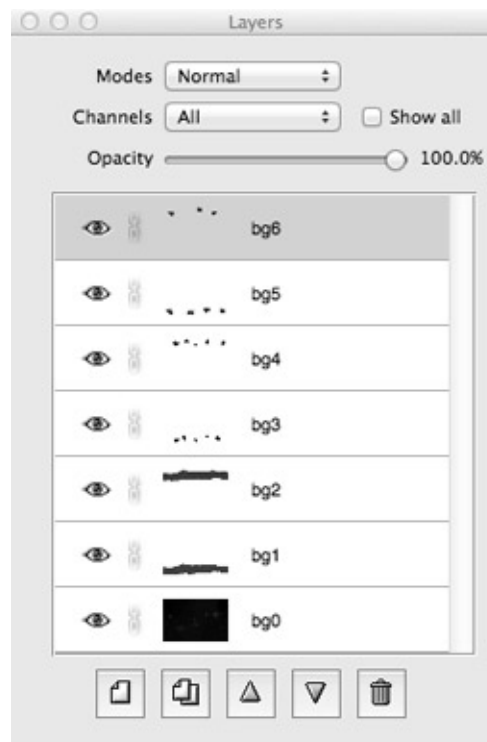 Layers
Modes Normal
Channels All Show all
Opacity 100.0%
bg6
bg5
bg4
bg3
bg2
bg1
bg0